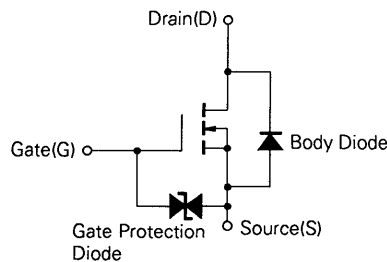 Drain(D)
Gate(G)
Body Diode
Gate Protection
Diode
Source(S)